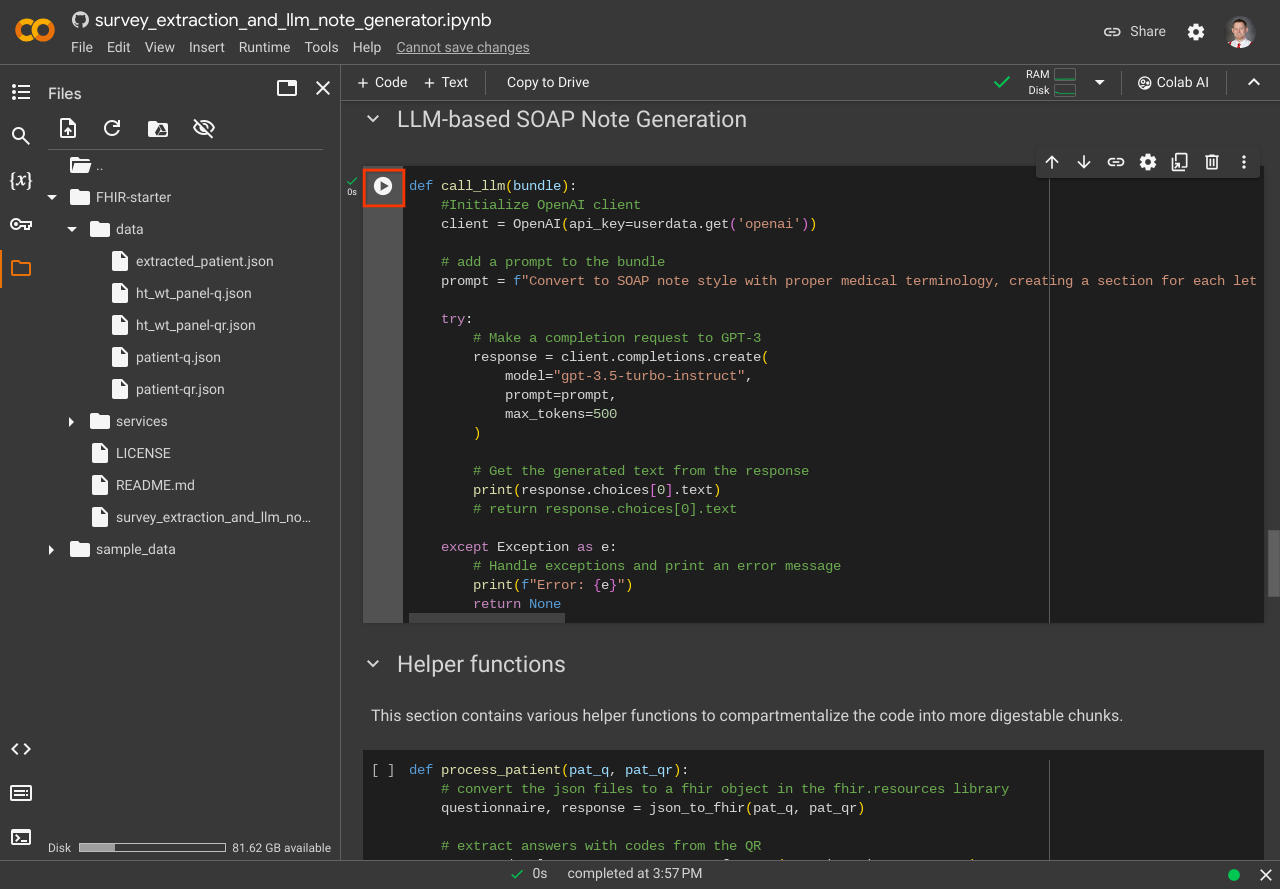 survey_extraction_and_llm_note_generator.ipynb
File Edit View Insert Runtime Tools Help Cannot save changes
Share
Files
+ Code + Text Copy to Drive
RAM
Disk
Colab AI
..
FHIR-starter
data
extracted_patient.json
ht_wt_panel-q.json
ht_wt_panel-qr.json
patient-q.json
patient-qr.json
services
LICENSE
README.md
survey_extraction_and_llm_no...
sample_data
{x}
Disk 81.62 GB available
LLM-based SOAP Note Generation
0s
def call_llm(bundle):
    #Initialize OpenAI client
    client = OpenAI(api_key=userdata.get('openai'))
    # add a prompt to the bundle
    prompt = f"Convert to SOAP note style with proper medical terminology, creating a section for each let
    try:
        # Make a completion request to GPT-3
        response = client.completions.create(
            model="gpt-3.5-turbo-instruct",
            prompt=prompt,
            max_tokens=500
        )
        # Get the generated text from the response
        print(response.choices[0].text)
        # return response.choices[0].text
    except Exception as e:
        # Handle exceptions and print an error message
        print(f"Error: {e}")
        return None
Helper functions
This section contains various helper functions to compartmentalize the code into more digestable chunks.
[ ] def process_patient(pat_q, pat_qr):
    # convert the json files to a fhir object in the fhir.resources library
    questionnaire, response = json_to_fhir(pat_q, pat_qr)
    # extract answers with codes from the QR
0s completed at 3:57 PM